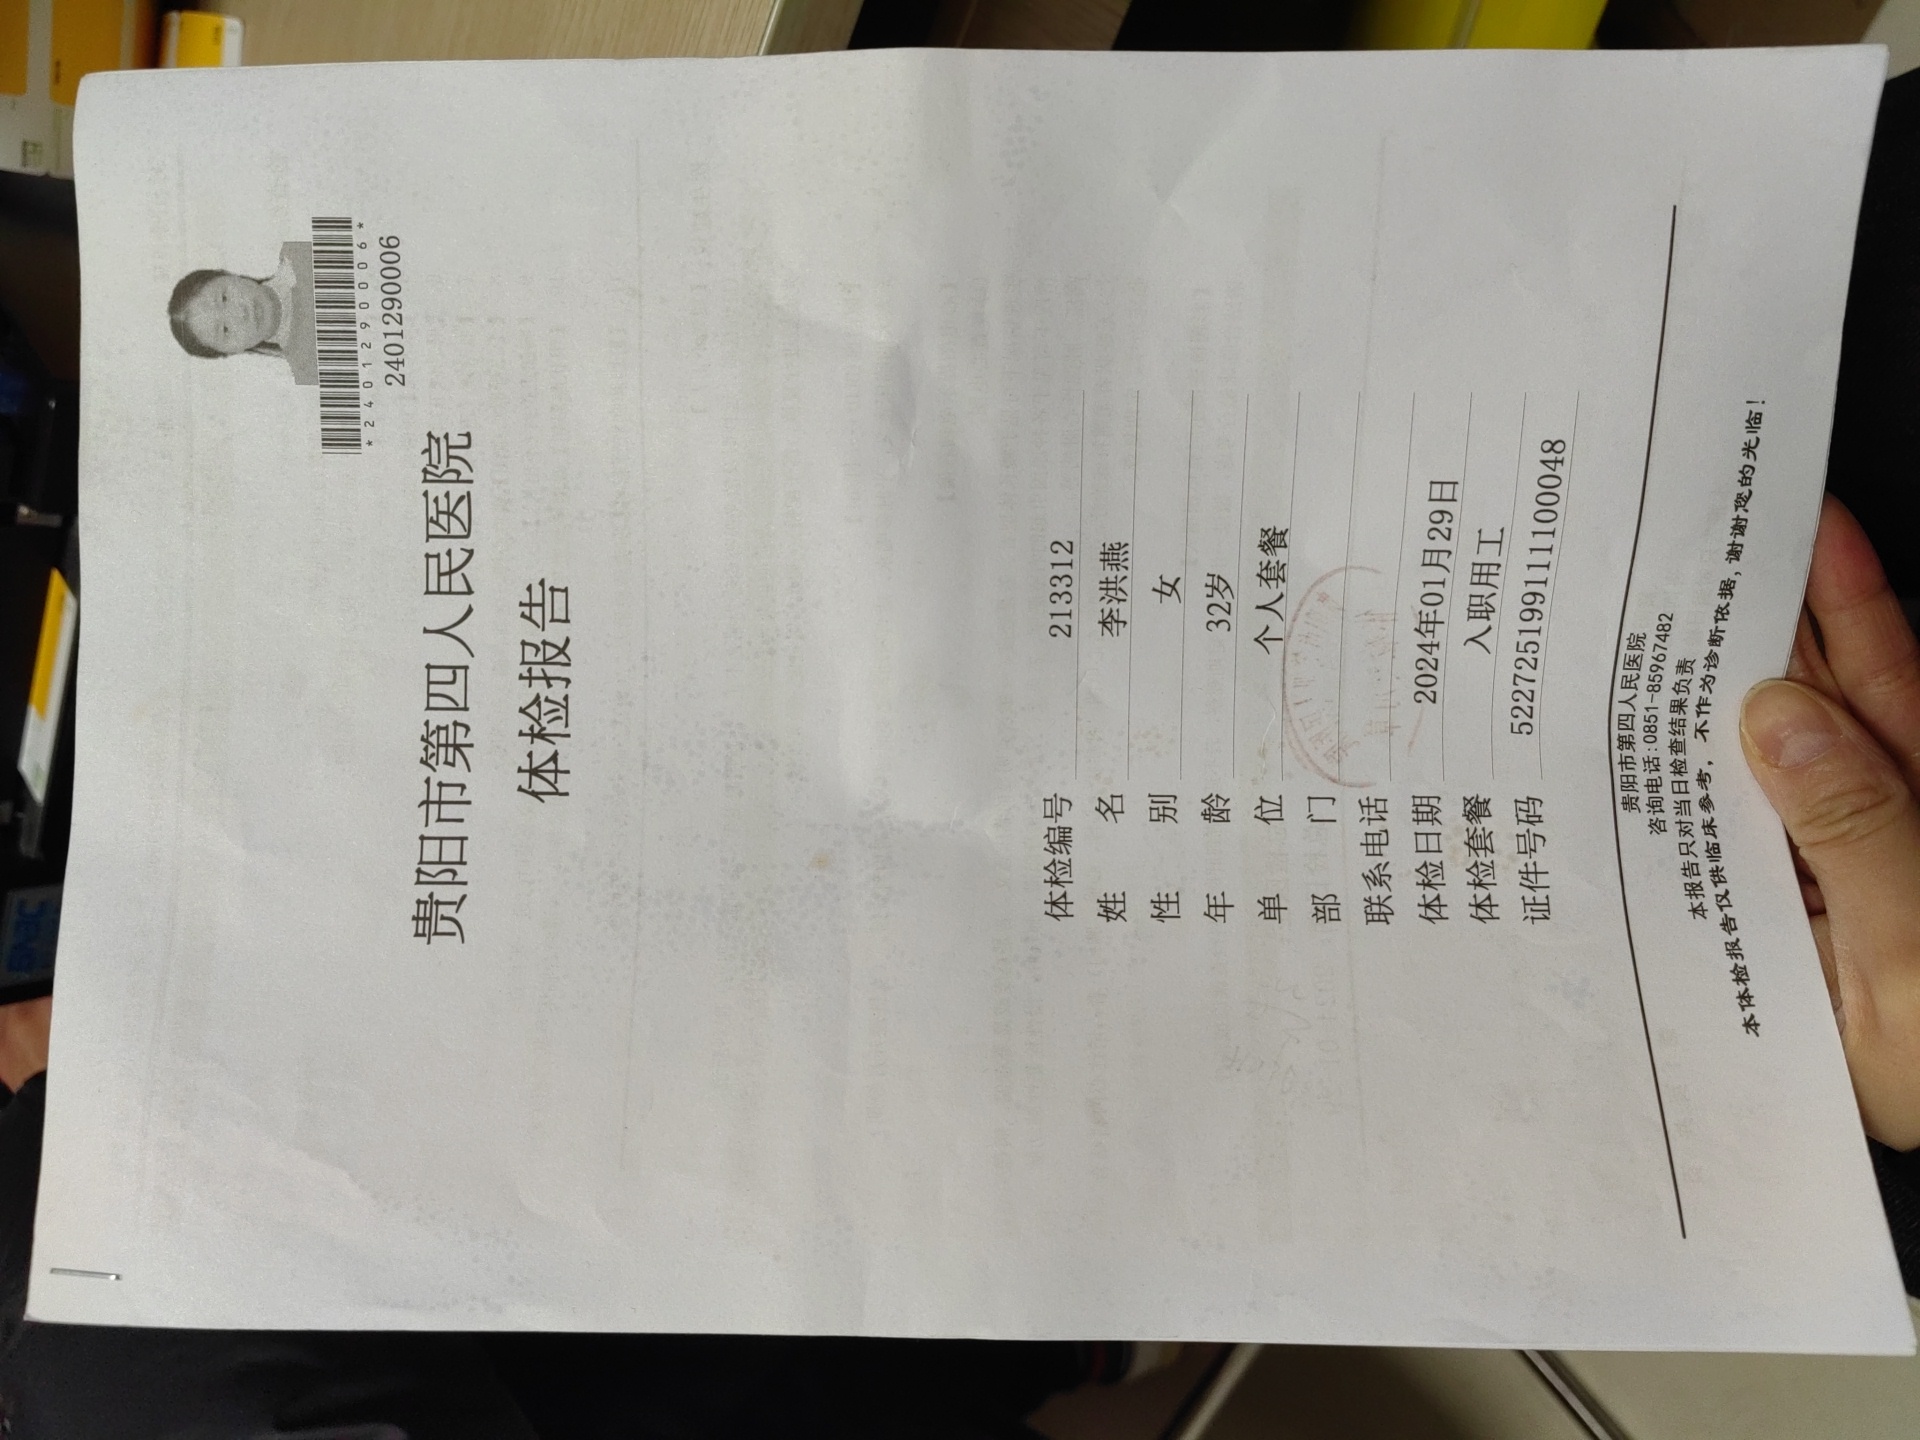 *2401290006*
2401290006
贵阳市第四人民医院
体检报告
体检编号 213312
姓名 李洪燕
性别 女
年龄 32岁
单位 个人套餐
部门
联系电话
体检日期 2024年01月29日
体检套餐 入职用工
证件号码 522725199111100048
贵阳市第四人民医院
咨询电话:0851-85967482
本报告只对当日检查结果负责
本体检报告仅供临床参考，不作为诊断依据，谢谢您的光临！